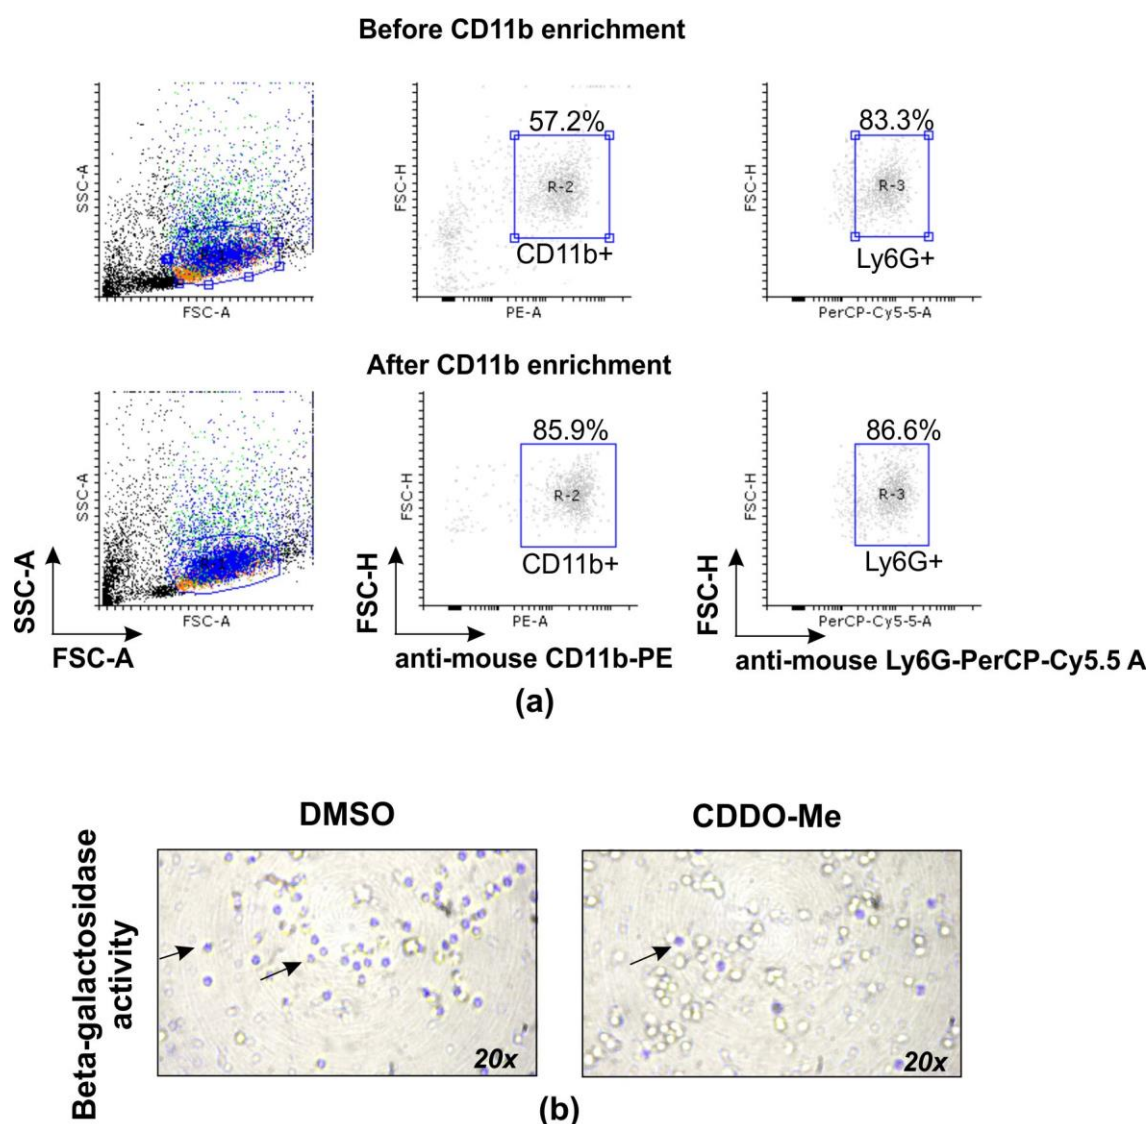 Before CD11b enrichment
57.2%
83.3%
SSC-A
FSC-H
FSC-H
R-2
R-3
CD11b+
Ly6G+
FSC-A
PE-A
PerCP-Cy5-5-A
After CD11b enrichment
85.9%
86.6%
SSC-A
FSC-H
FSC-H
R-2
R-3
CD11b+
Ly6G+
FSC-A
PE-A
PerCP-Cy5-5-A
SSC-A
FSC-H
FSC-H
FSC-A
anti-mouse CD11b-PE
anti-mouse Ly6G-PerCP-Cy5.5 A
(a)
DMSO
CDDO-Me
Beta-galactosidase
activity
20x
20x
(b)